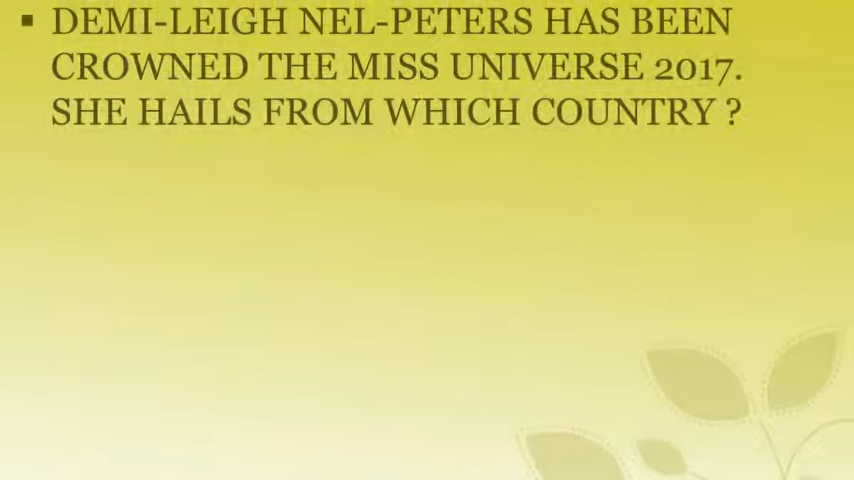 ▪ DEMI-LEIGH NEL-PETERS HAS BEEN
CROWNED THE MISS UNIVERSE 2017.
SHE HAILS FROM WHICH COUNTRY ?